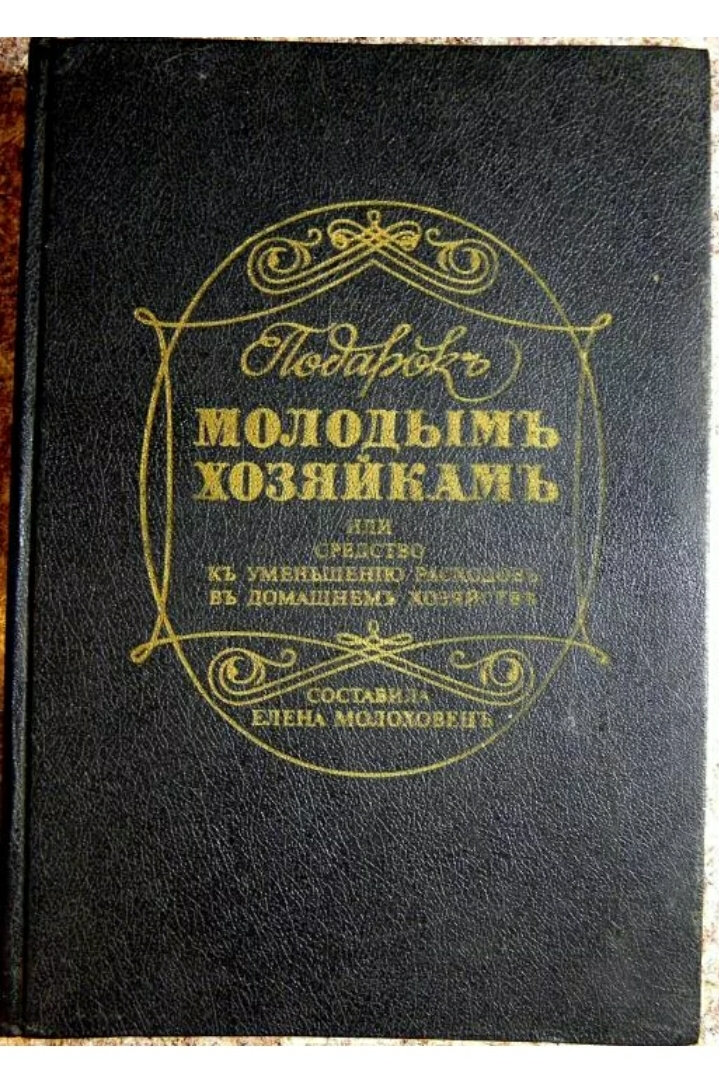 Подарокъ
МОЛОДЫМЪ
ХОЗЯЙКАМЪ
ИЛИ
СРЕДСТВО
КЪ УМЕНЬШЕНІЮ РАСХОДОВЪ
ВЪ ДОМАШНЕМЪ ХОЗЯЙСТВѢ
СОСТАВИЛА
ЕЛЕНА МОЛОХОВЕЦЪ